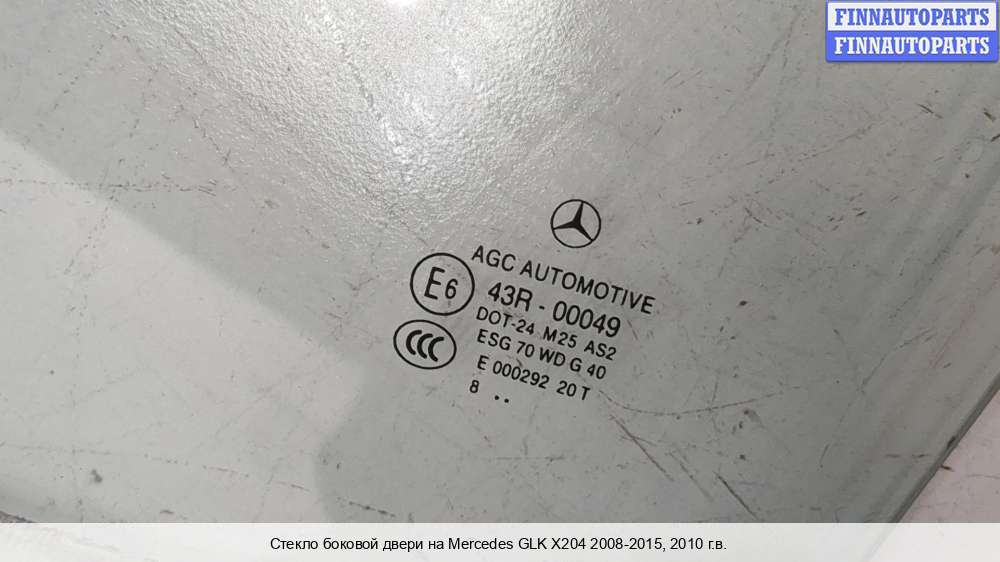 FINNAUTOPARTS
FINNAUTOPARTS
AGC AUTOMOTIVE
E6
43R - 00049
DOT-24 M25 AS2
CCC
ESG 70 WD G 40
E 000292 20 T
8 ..
Стекло боковой двери на Mercedes GLK X204 2008-2015, 2010 г.в.